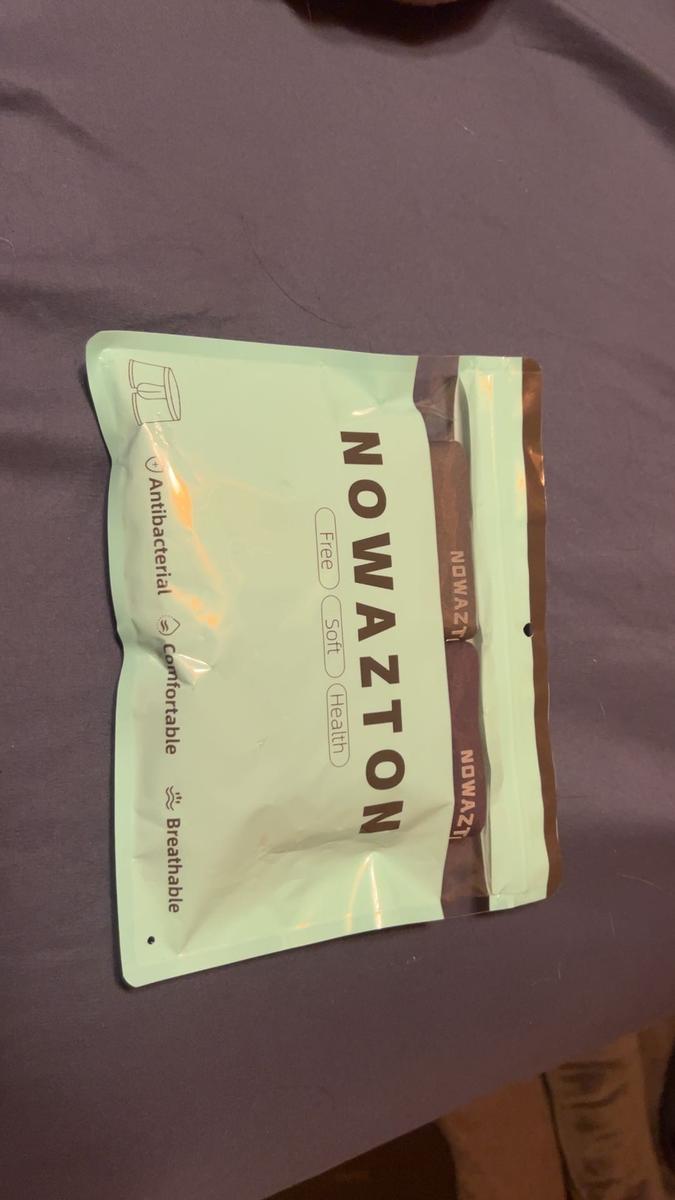 NOWAZT
NOWAZT
NOWAZTON
Free Soft Health
Antibacterial Comfortable Breathable